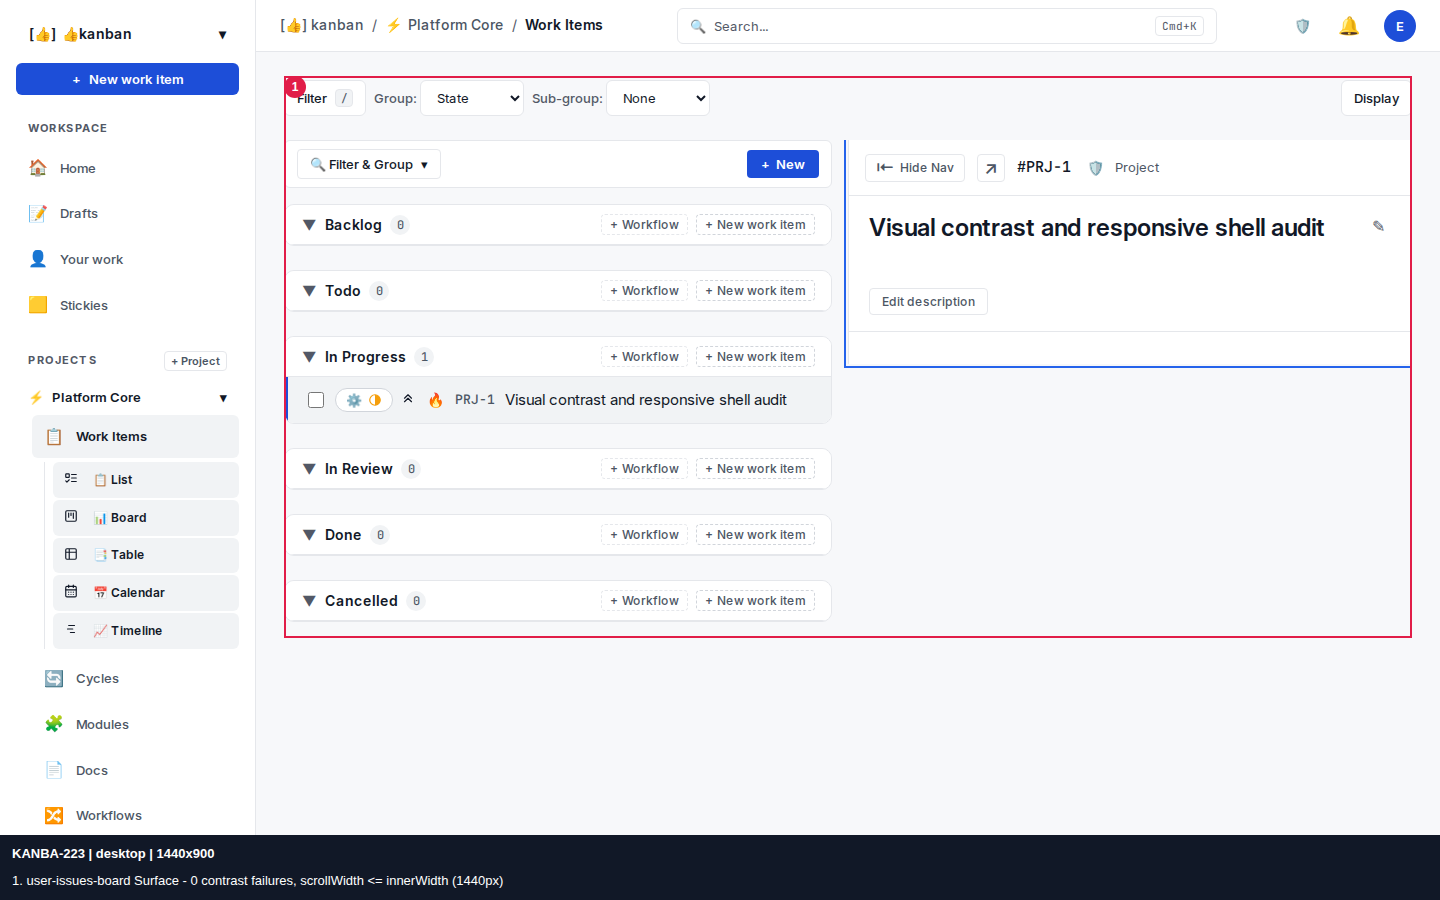 [👍] 👍kanban ▼
+ New work item
WORKSPACE
Home
Drafts
Your work
Stickies
PROJECTS + Project
⚡ Platform Core ▼
📋 Work Items
📋 List
📊 Board
📑 Table
📅 Calendar
📈 Timeline
Cycles
Modules
Docs
Workflows
[👍] kanban / ⚡ Platform Core / Work Items
🔍 Search... Cmd+K
E
1
Filter / Group: State Sub-group: None Display
🔍 Filter & Group ▼ + New
▼ Backlog 0 + Workflow + New work item
▼ Todo 0 + Workflow + New work item
▼ In Progress 1 + Workflow + New work item
PRJ-1 Visual contrast and responsive shell audit
▼ In Review 0 + Workflow + New work item
▼ Done 0 + Workflow + New work item
▼ Cancelled 0 + Workflow + New work item
Hide Nav #PRJ-1 Project
Visual contrast and responsive shell audit
Edit description
KANBA-223 | desktop | 1440x900
1. user-issues-board Surface - 0 contrast failures, scrollWidth <= innerWidth (1440px)